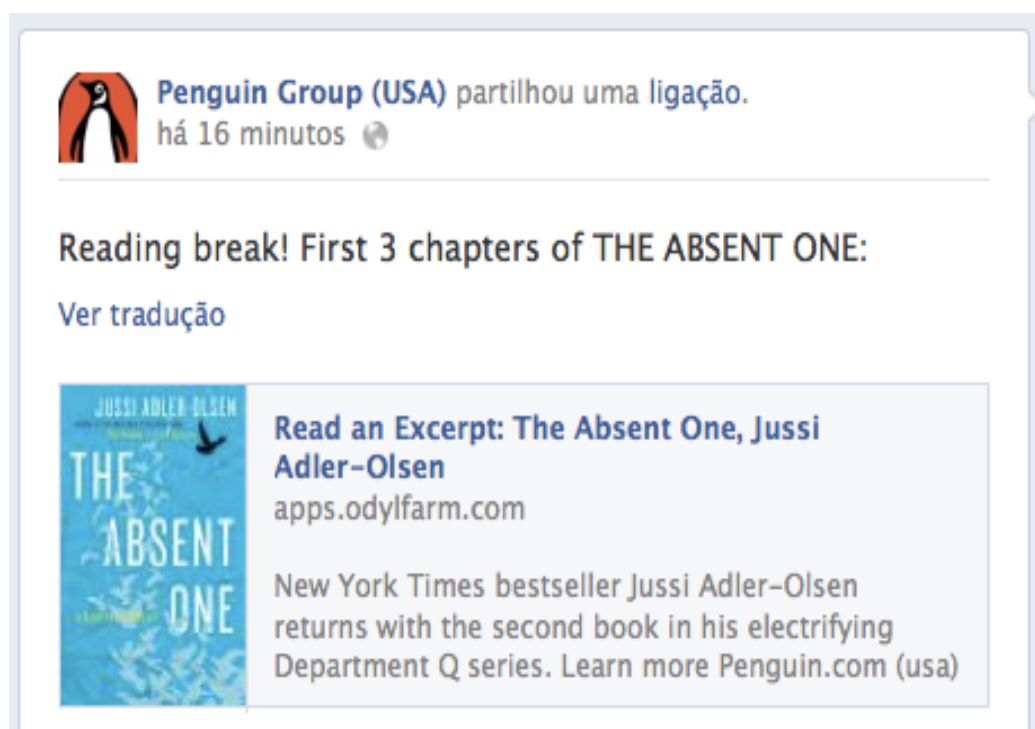 Penguin Group (USA) partilhou uma ligação.
há 16 minutos
Reading break! First 3 chapters of THE ABSENT ONE:
Ver tradução
JUSSI ADLER-OLSEN
THE
ABSENT
ONE
Read an Excerpt: The Absent One, Jussi
Adler-Olsen
apps.odylfarm.com
New York Times bestseller Jussi Adler-Olsen
returns with the second book in his electrifying
Department Q series. Learn more Penguin.com (usa)